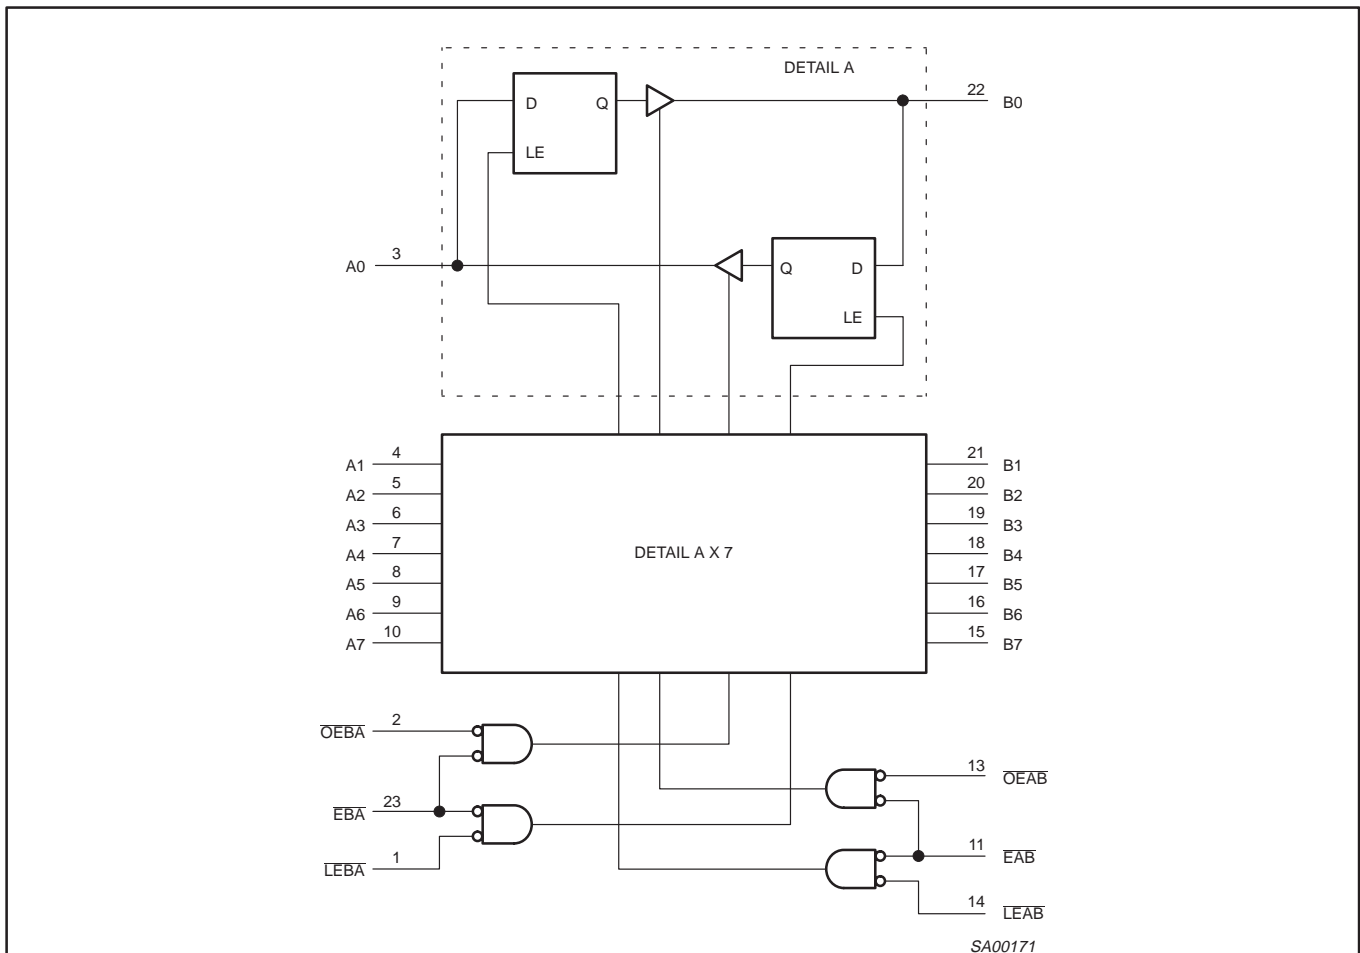 DETAIL A
D Q
LE
22 B0
A0 3
Q D
LE
A1 4
A2 5
A3 6
A4 7
A5 8
A6 9
A7 10
DETAIL A X 7
21 B1
20 B2
19 B3
18 B4
17 B5
16 B6
15 B7
OEBA 2
EBA 23
LEBA 1
13 OEAB
11 EAB
14 LEAB
SA00171